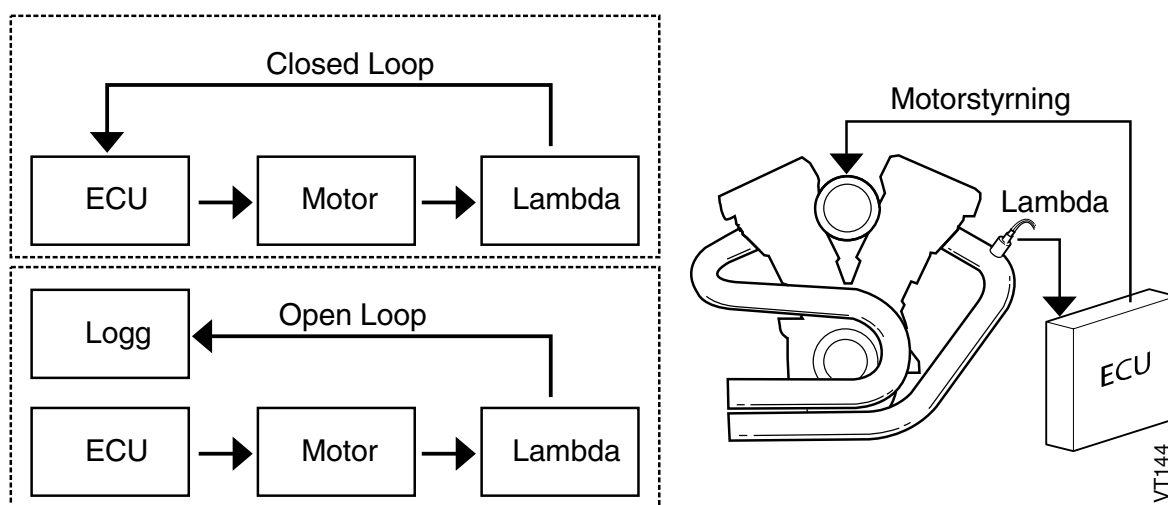 Closed Loop
ECU
Motor
Lambda
Open Loop
Logg
ECU
Motor
Lambda
Motorstyrning
Lambda
ECU
VT144